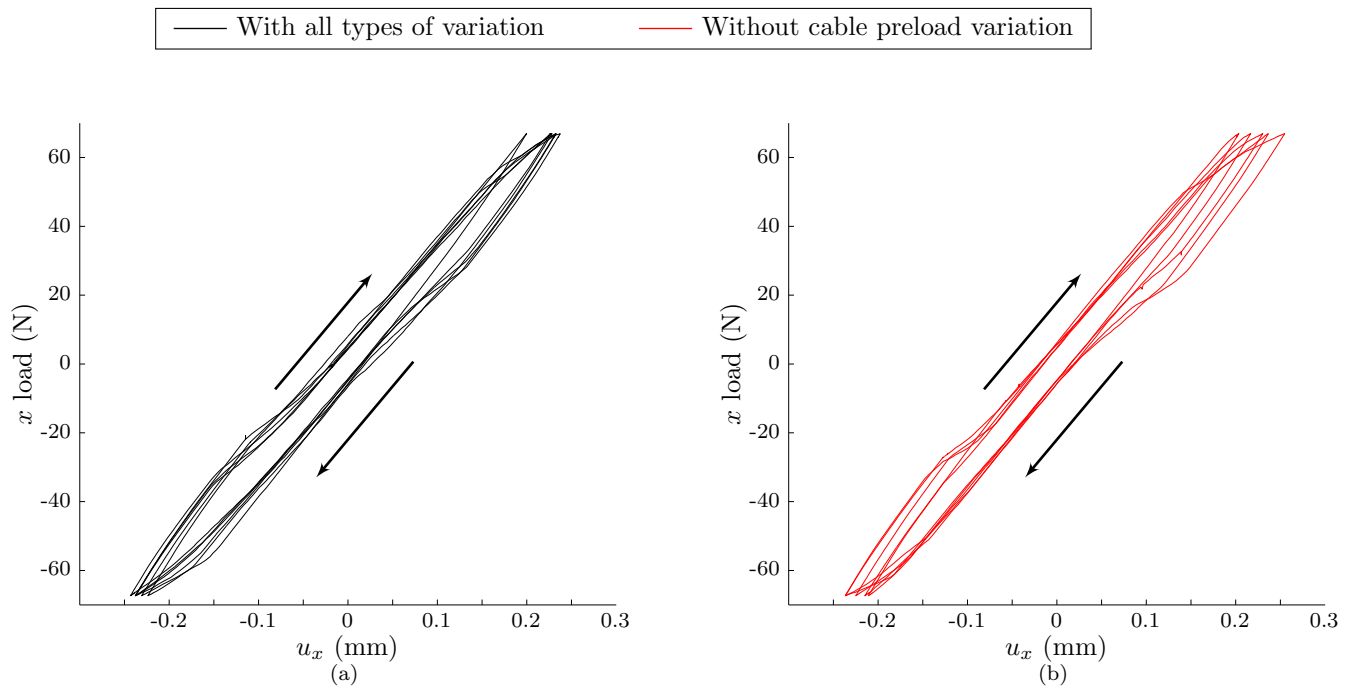 With all types of variation Without cable preload variation
60
40
20
0
-20
-40
-60
x load (N)
-0.2 -0.1 0 0.1 0.2 0.3
u_x (mm)
(a)
60
40
20
0
-20
-40
-60
x load (N)
-0.2 -0.1 0 0.1 0.2 0.3
u_x (mm)
(b)